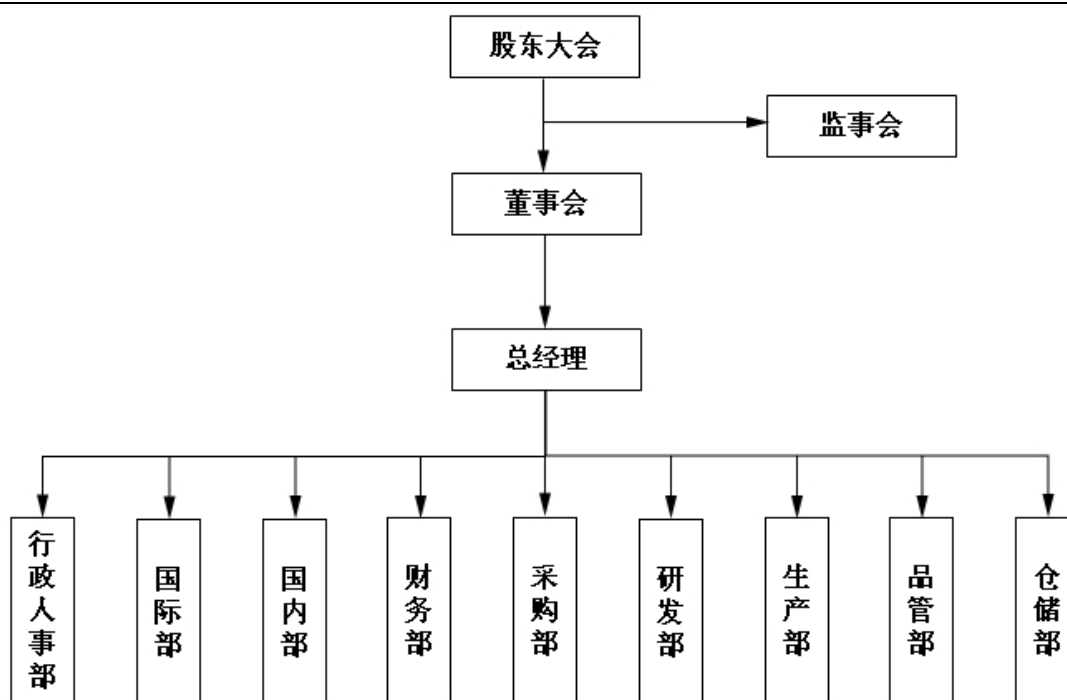 股东大会
监事会
董事会
总经理
行政人事部
国际部
国内部
财务部
采购部
研发部
生产部
品管部
仓储部